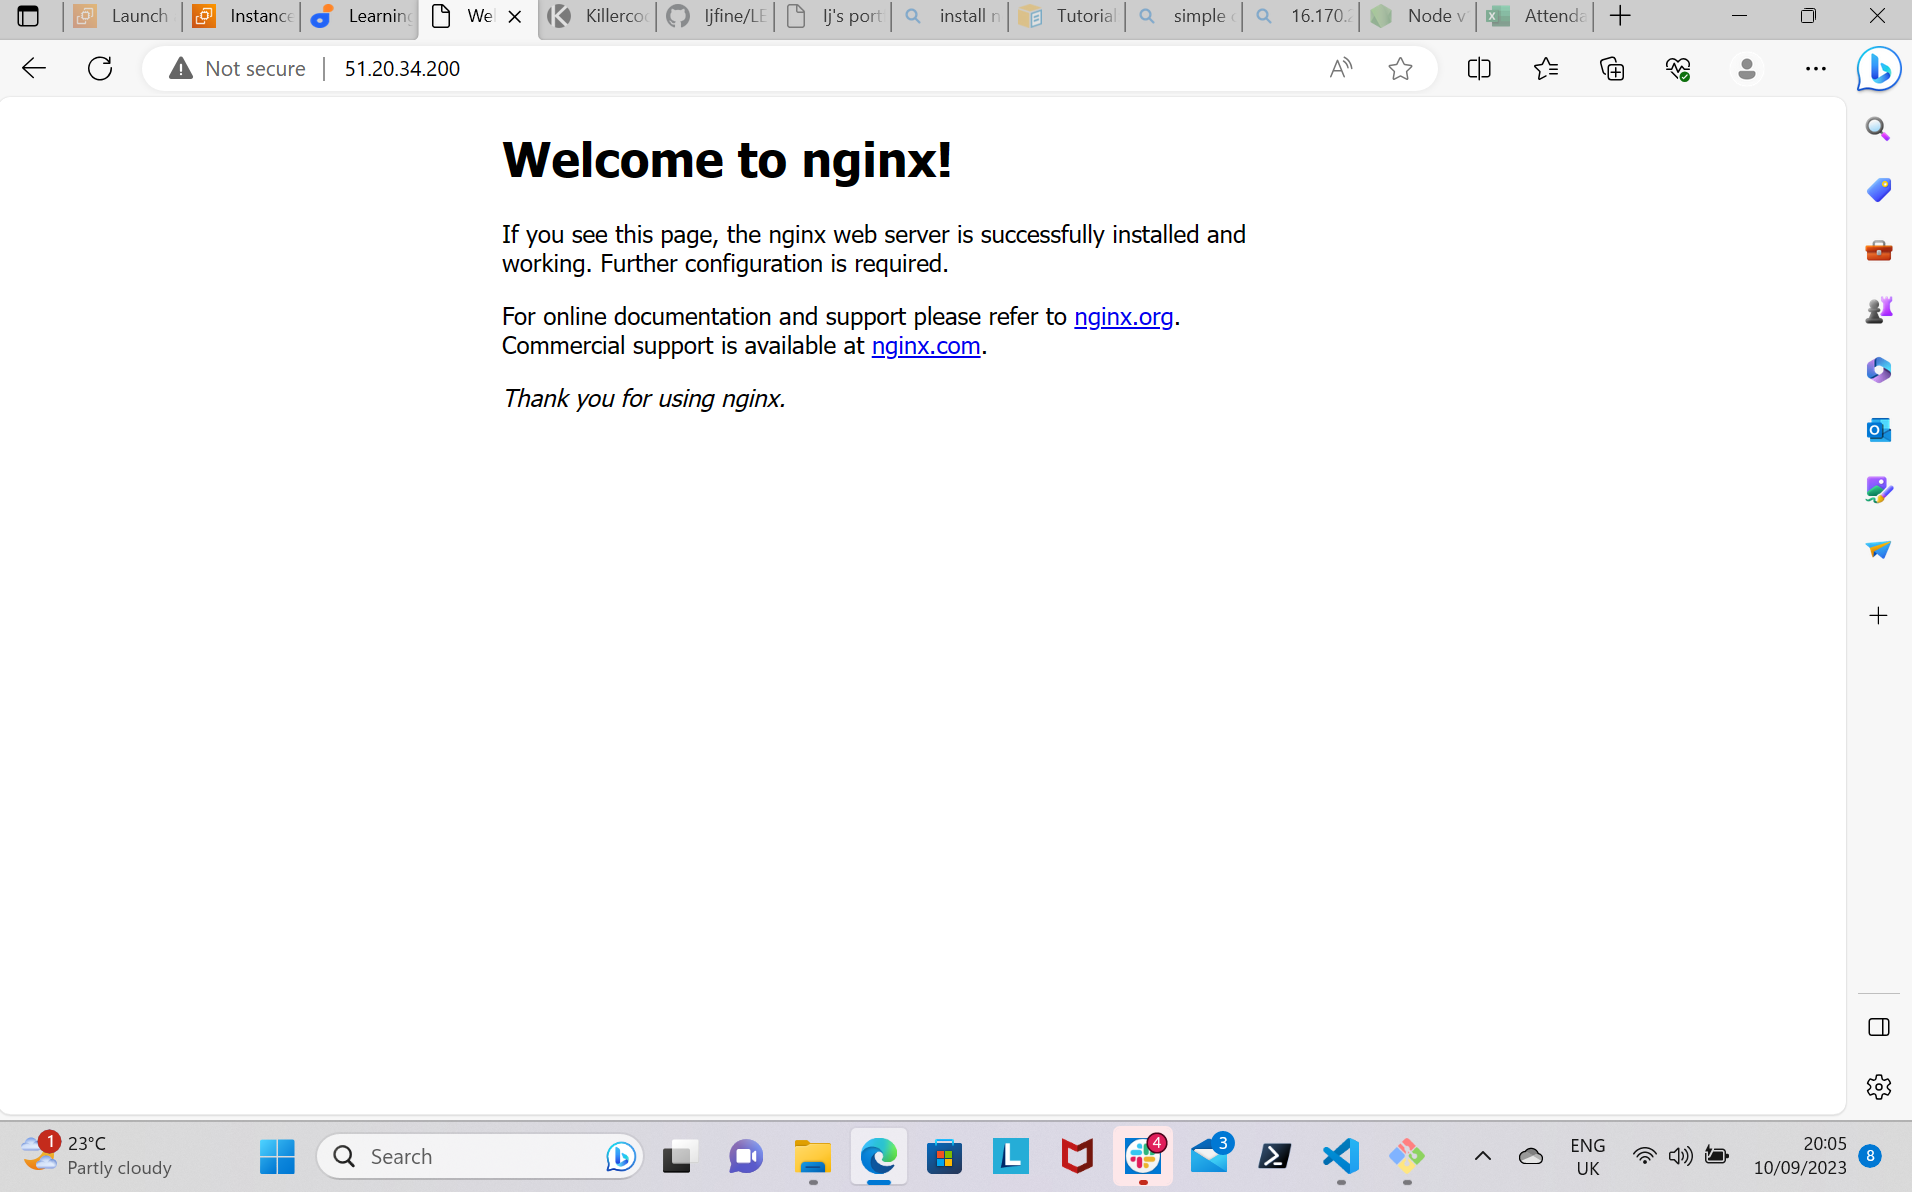 Launch
Instance
Learning
Wel
Killercod
ljfine/LE
lj's port
install n
Tutorial
simple
16.170.2
Node v
Attenda
Not secure
51.20.34.200
Welcome to nginx!
If you see this page, the nginx web server is successfully installed and
working. Further configuration is required.
For online documentation and support please refer to nginx.org.
Commercial support is available at nginx.com.
Thank you for using nginx.
1
23°C
Partly cloudy
Search
4
3
ENG
UK
20:05
10/09/2023
8